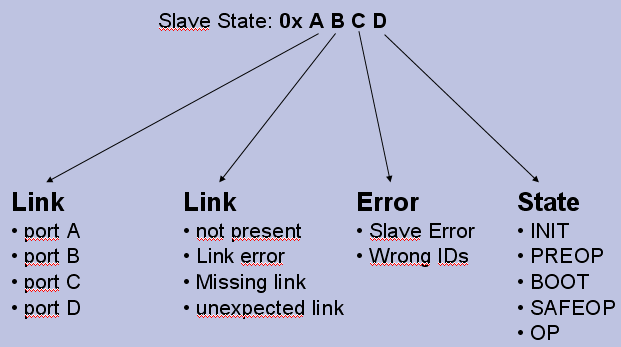 Slave State: 0x A B C D
Link
• port A
• port B
• port C
• port D
Link
• not present
• Link error
• Missing link
• unexpected link
Error
• Slave Error
• Wrong IDs
State
• INIT
• PREOP
• BOOT
• SAFEOP
• OP